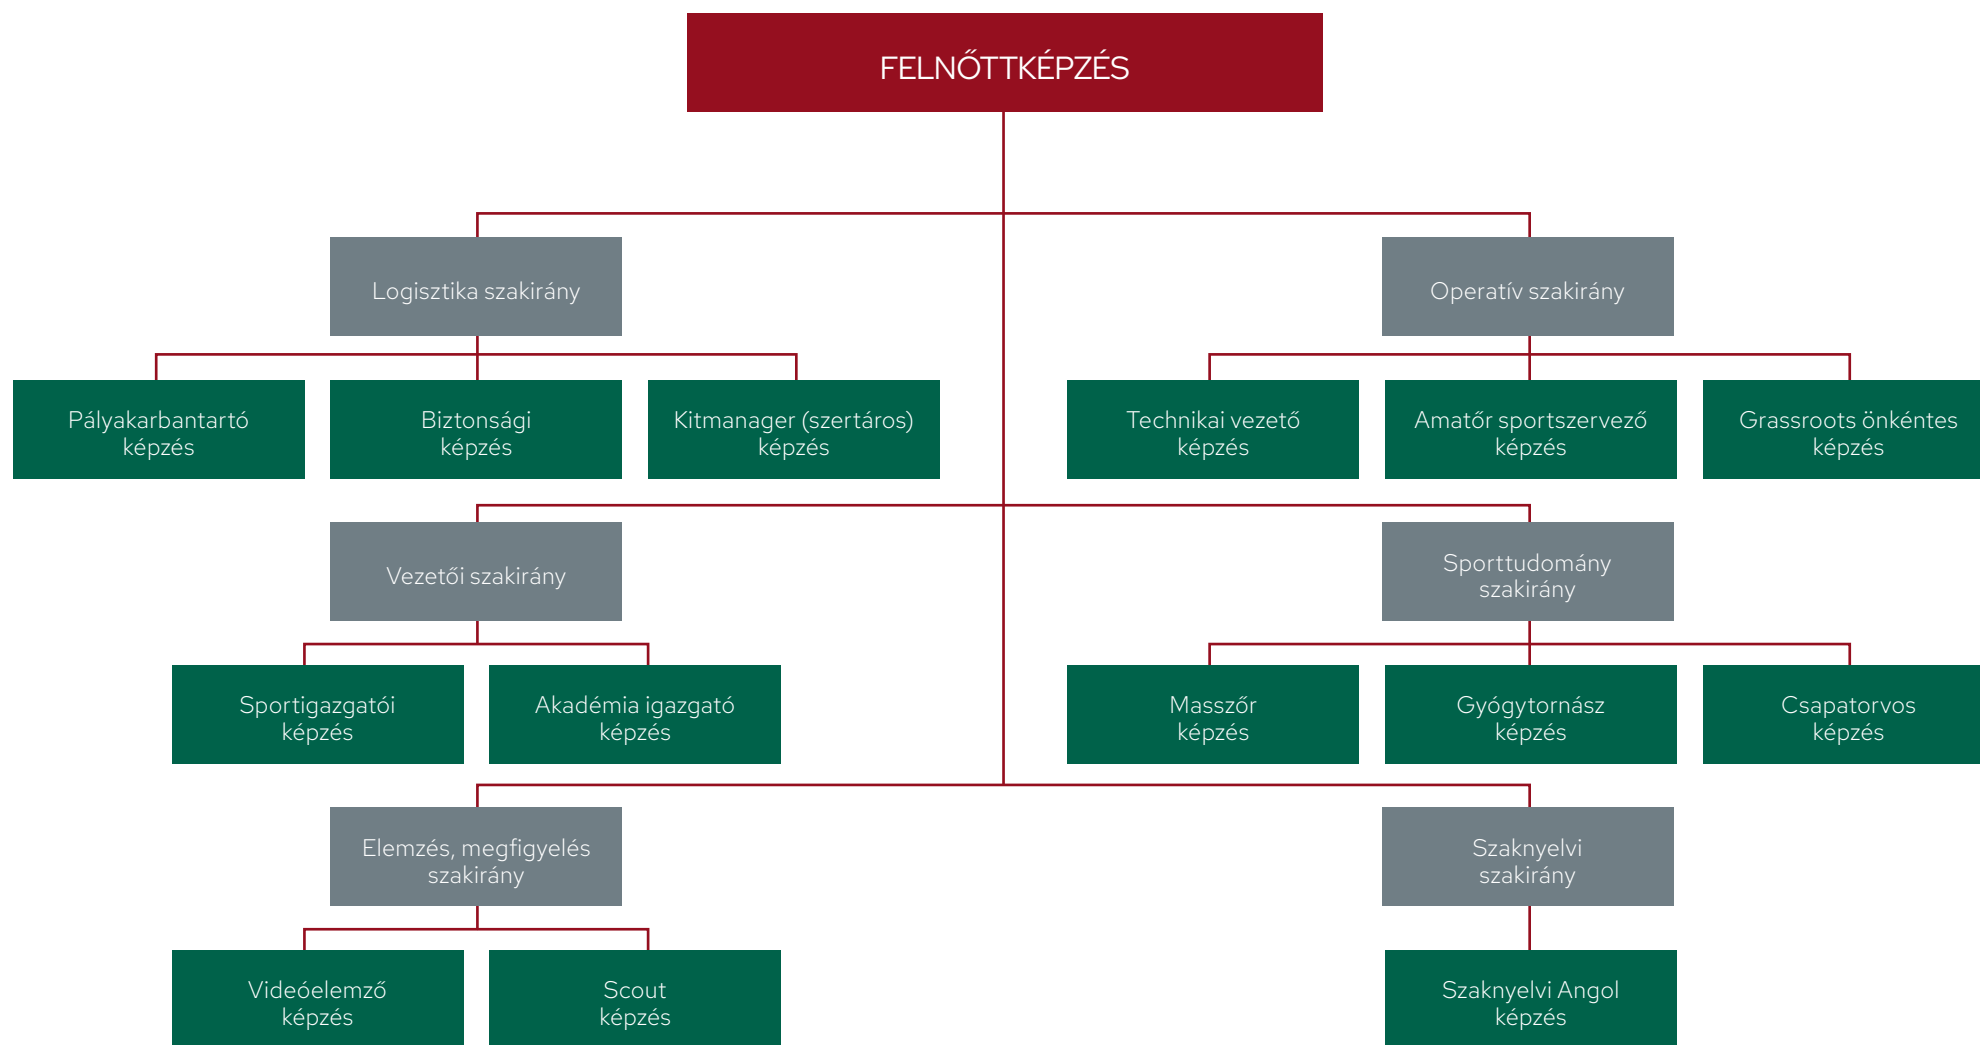 FELNŐTTKÉPZÉS
Logisztika szakirány
Operatív szakirány
Pályakarbantartó
képzés
Biztonsági
képzés
Kitmanager (szertáros)
képzés
Technikai vezető
képzés
Amatőr sportszervező
képzés
Grassroots önkéntes
képzés
Vezetői szakirány
Sporttudomány
szakirány
Sportigazgatói
képzés
Akadémia igazgató
képzés
Masszőr
képzés
Gyógytornász
képzés
Csapatorvos
képzés
Elemzés, megfigyelés
szakirány
Szaknyelvi
szakirány
Videóelemző
képzés
Scout
képzés
Szaknyelvi Angol
képzés